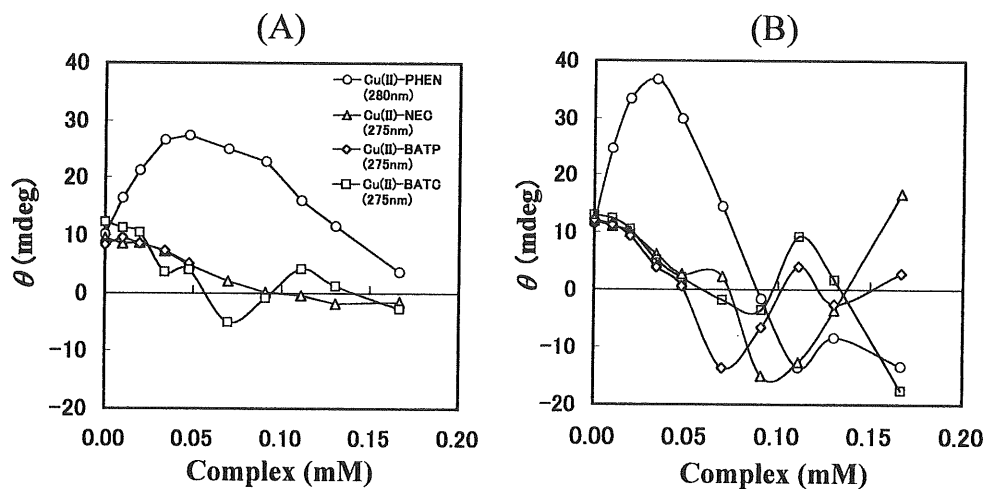 (A)
(B)
40
30
20
10
0
-10
-20
θ (mdeg)
Cu(II)-PHEN
(280nm)
Cu(II)-NEC
(275nm)
Cu(II)-BATP
(275nm)
Cu(II)-BATC
(275nm)
0.00 0.05 0.10 0.15 0.20
Complex (mM)
40
30
20
10
0
-10
-20
θ (mdeg)
0.00 0.05 0.10 0.15 0.20
Complex (mM)